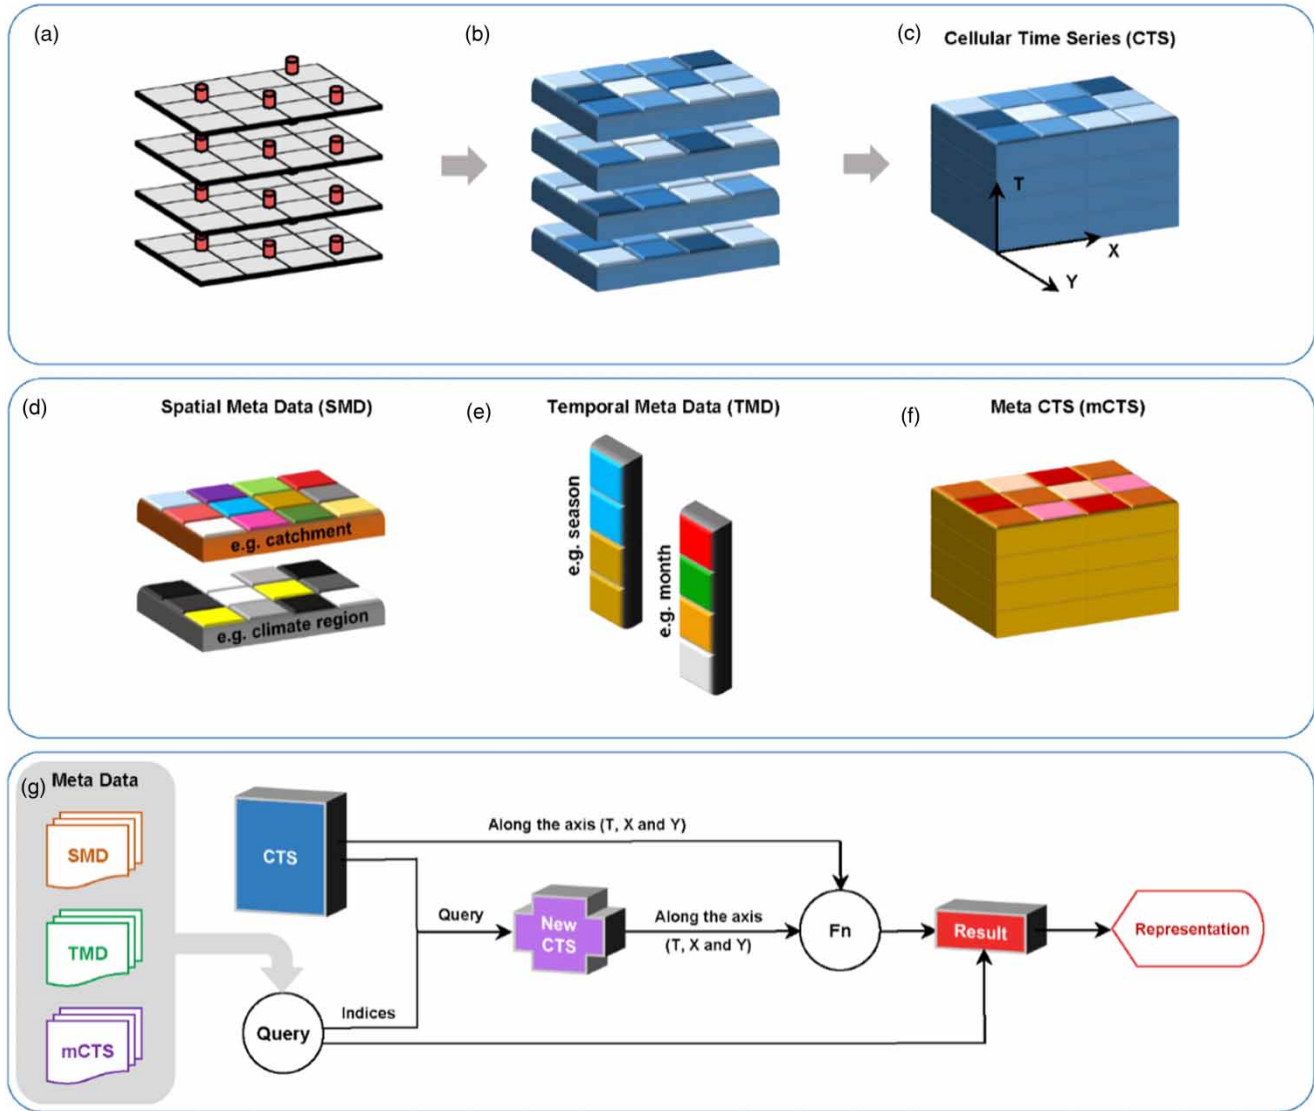 (a)
(b)
(c)
Cellular Time Series (CTS)
T
X
Y
(d)
Spatial Meta Data (SMD)
e.g. catchment
e.g. climate region
(e)
Temporal Meta Data (TMD)
e.g. season
e.g. month
(f)
Meta CTS (mCTS)
(g)
Meta Data
SMD
TMD
mCTS
CTS
Along the axis (T, X and Y)
Query
New
CTS
Along the axis
(T, X and Y)
Fn
Result
Representation
Indices
Query